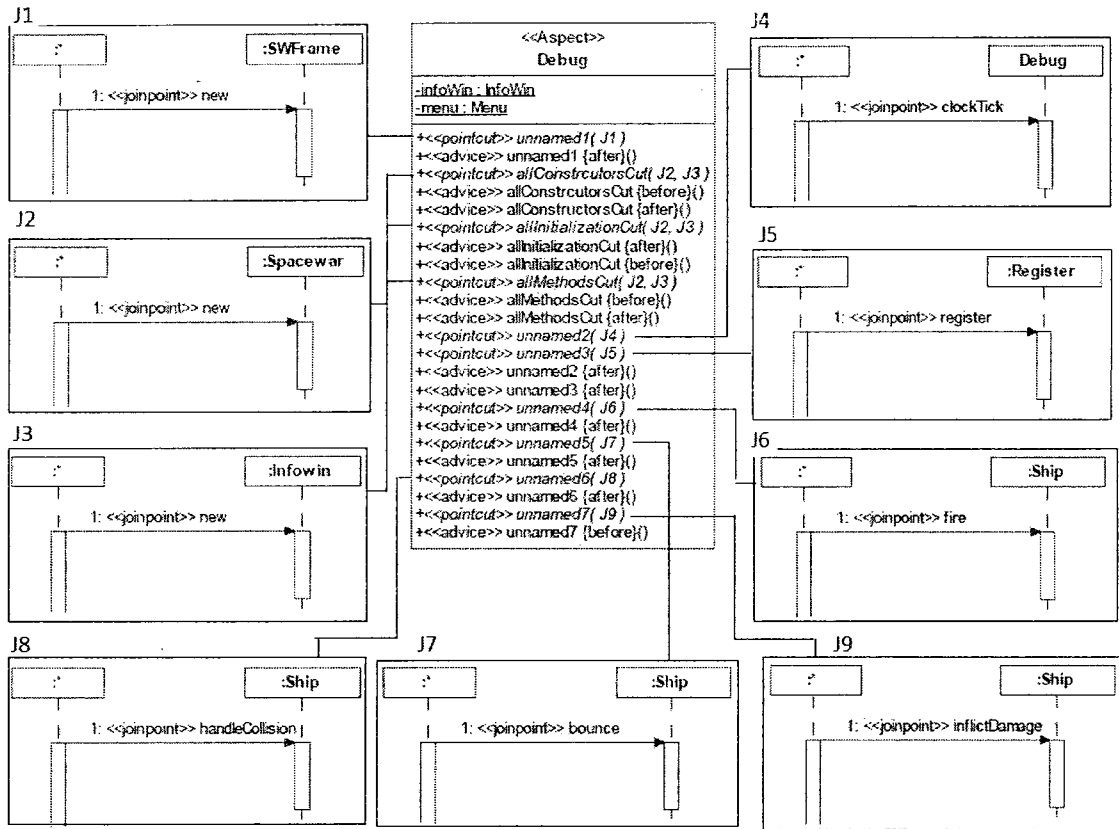 J1
:*
:SWFrame
1: <<joinpoint>> new
J2
:*
:Spacewar
1: <<joinpoint>> new
J3
:*
:Infowin
1: <<joinpoint>> new
<<Aspect>>
Debug
-infoWin : InfoWin
-menu : Menu
+<<pointcut>> unnamed1( J1 )
+<<advice>> unnamed1 {after}()
+<<pointcut>> allConstrcutorsCut( J2, J3 )
+<<advice>> allConstrcutorsCut {before}()
+<<advice>> allConstructorsCut {after}()
+<<pointcut>> allInitializationCut( J2, J3 )
+<<advice>> allInitializationCut {after}()
+<<advice>> allInitializationCut {before}()
+<<pointcut>> allMethodsCut( J2, J3 )
+<<advice>> allMethodsCut {before}()
+<<advice>> allMethodsCut {after}()
+<<pointcut>> unnamed2( J4 )
+<<pointcut>> unnamed3( J5 )
+<<advice>> unnamed2 {after}()
+<<advice>> unnamed3 {after}()
+<<pointcut>> unnamed4( J6 )
+<<advice>> unnamed4 {after}()
+<<pointcut>> unnamed5( J7 )
+<<advice>> unnamed5 {after}()
+<<pointcut>> unnamed6( J8 )
+<<advice>> unnamed6 {after}()
+<<pointcut>> unnamed7( J9 )
+<<advice>> unnamed7 {before}()
J4
:*
Debug
1: <<joinpoint>> clockTick
J5
:*
:Register
1: <<joinpoint>> register
J6
:*
:Ship
1: <<joinpoint>> fire
J8
:*
:Ship
1: <<joinpoint>> handleCollision
J7
:*
:Ship
1: <<joinpoint>> bounce
J9
:*
:Ship
1: <<joinpoint>> inflictDamage